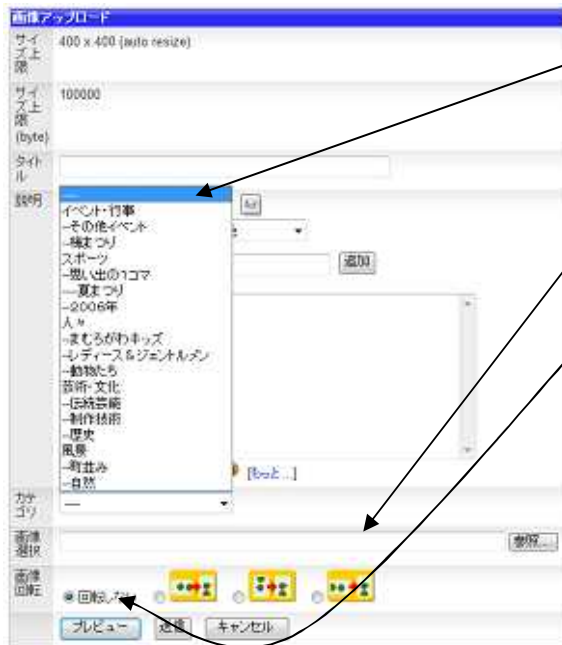 画像アップロード
サイズ上限
400 x 400 (auto resize)
サイズ上限(byte)
100000
タイトル
説明
----
イベント・行事
--その他イベント
--梅まつり
スポーツ
--思い出の1コマ
----夏まつり
--2006年
人々
--まむろがわキッズ
--レディース&ジェントルメン
--動物たち
芸術・文化
--伝統芸能
--制作技術
--歴史
風景
--町並み
--自然
追加
[もっと...]
カテゴリ
----
画像選択
参照...
画像回転
回転しない
プレビュー
送信
キャンセル